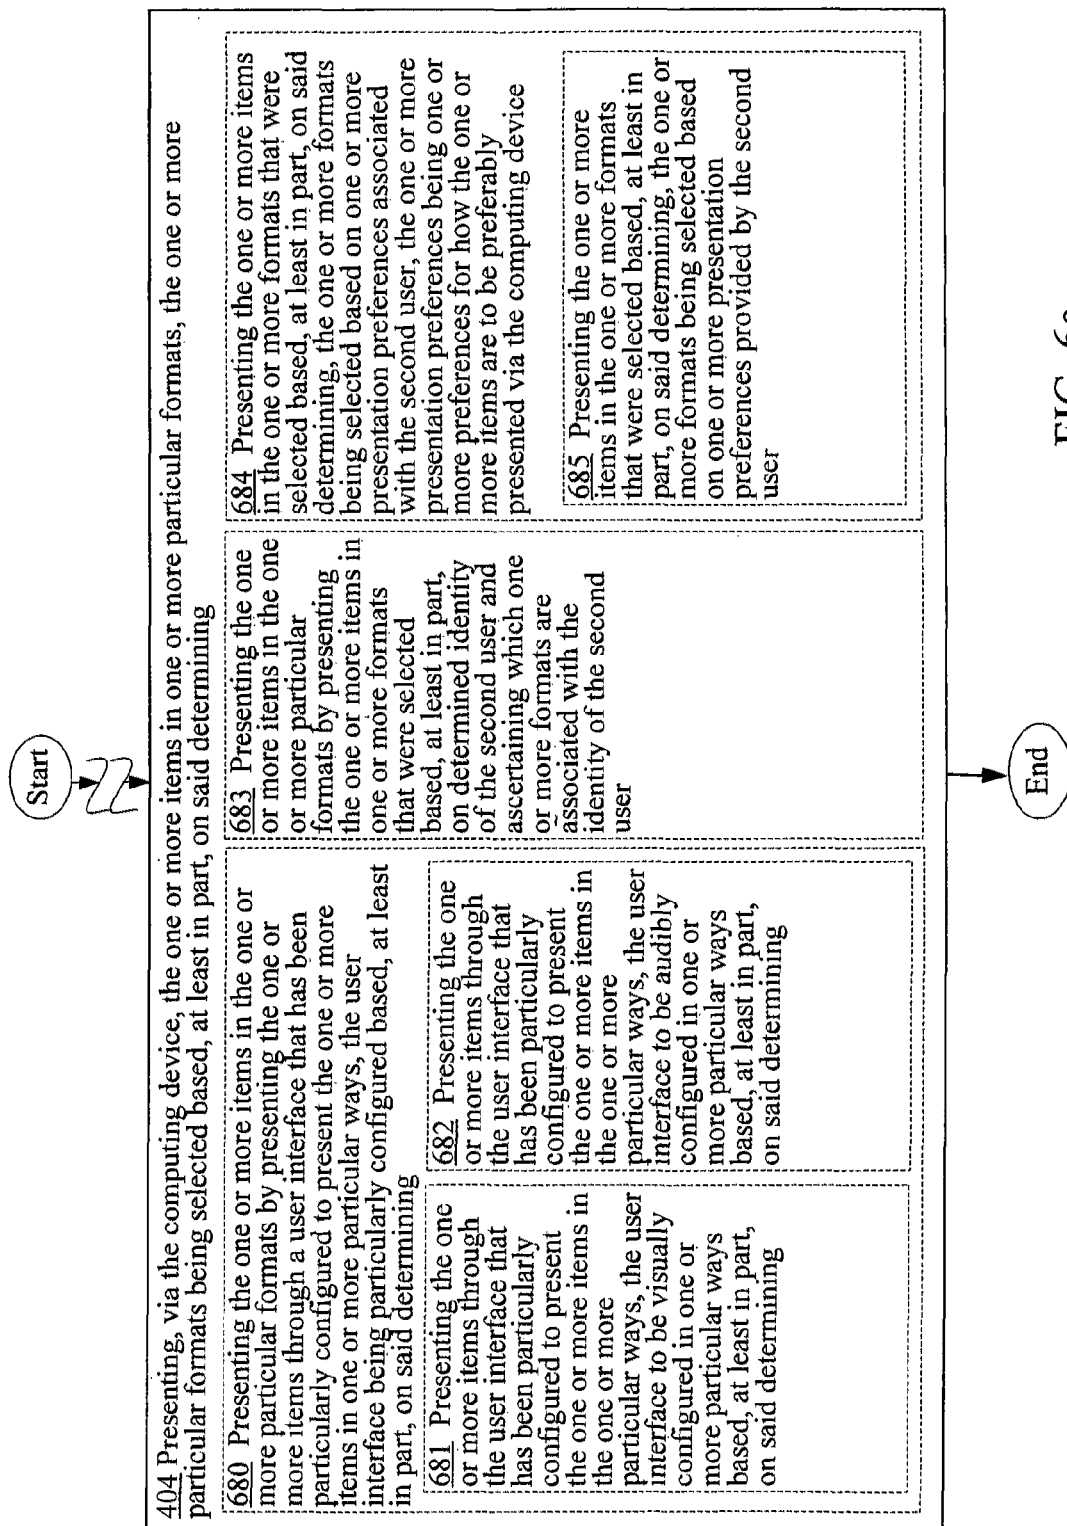 Start
404 Presenting, via the computing device, the one or more items in one or more particular formats, the one or more
particular formats being selected based, at least in part, on said determining
680 Presenting the one or more items in the one or
more particular formats by presenting the one or
more items through a user interface that has been
particularly configured to present the one or more
items in one or more particular ways, the user
interface being particularly configured based, at least
in part, on said determining
681 Presenting the one
or more items through
the user interface that
has been particularly
configured to present
the one or more items in
the one or more
particular ways, the user
interface to be visually
configured in one or
more particular ways
based, at least in part,
on said determining
682 Presenting the one
or more items through
the user interface that
has been particularly
configured to present
the one or more items in
the one or more
particular ways, the user
interface to be audibly
configured in one or
more particular ways
based, at least in part,
on said determining
683 Presenting the one
or more items in the one
or more particular
formats by presenting
the one or more items in
one or more formats
that were selected
based, at least in part,
on determined identity
of the second user and
ascertaining which one
or more formats are
associated with the
identity of the second
user
684 Presenting the one or more items
in the one or more formats that were
selected based, at least in part, on said
determining, the one or more formats
being selected based on one or more
presentation preferences associated
with the second user, the one or more
presentation preferences being one or
more preferences for how the one or
more items are to be preferably
presented via the computing device
685 Presenting the one or more
items in the one or more formats
that were selected based, at least in
part, on said determining, the one or
more formats being selected based
on one or more presentation
preferences provided by the second
user
End
FIG.